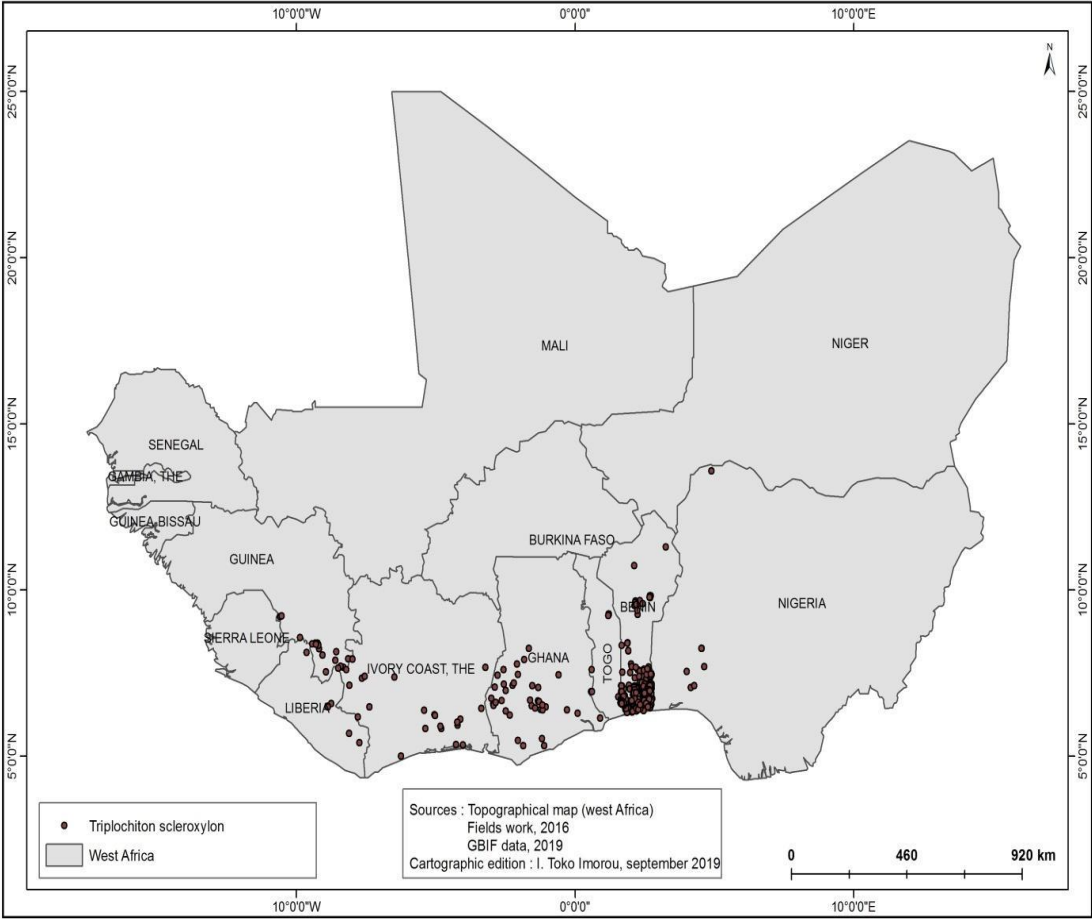 10°0'0"W 0°0'0" 10°0'0"E
N
25°0'0"N 25°0'0"N
20°0'0"N 20°0'0"N
MALI
NIGER
15°0'0"N 15°0'0"N
SENEGAL
GAMBIA, THE
GUINEA BISSAU
BURKINA FASO
GUINEA
10°0'0"N 10°0'0"N
BENIN
NIGERIA
SIERRA LEONE
IVORY COAST, THE
GHANA
TOGO
LIBERIA
5°0'0"N 5°0'0"N
Triplochiton scleroxylon
West Africa
Sources : Topographical map (west Africa)
Fields work, 2016
GBIF data, 2019
Cartographic edition : I. Toko Imorou, september 2019
0 460 920 km
10°0'0"W 0°0'0" 10°0'0"E